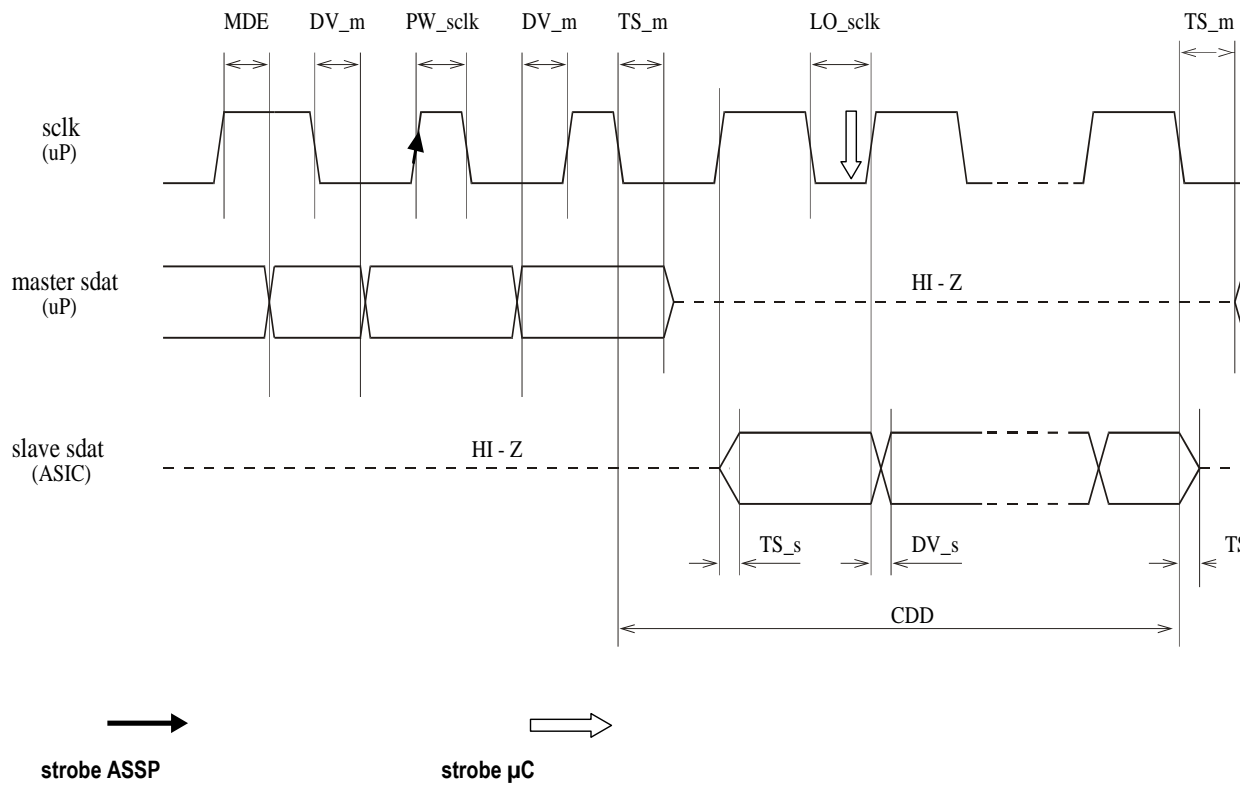 MDE DV_m PW_sclk DV_m TS_m LO_sclk TS_m
sclk
(uP)
master sdat
(uP)
HI - Z
slave sdat
(ASIC)
HI - Z
TS_s DV_s TS
CDD
strobe ASSP strobe µC